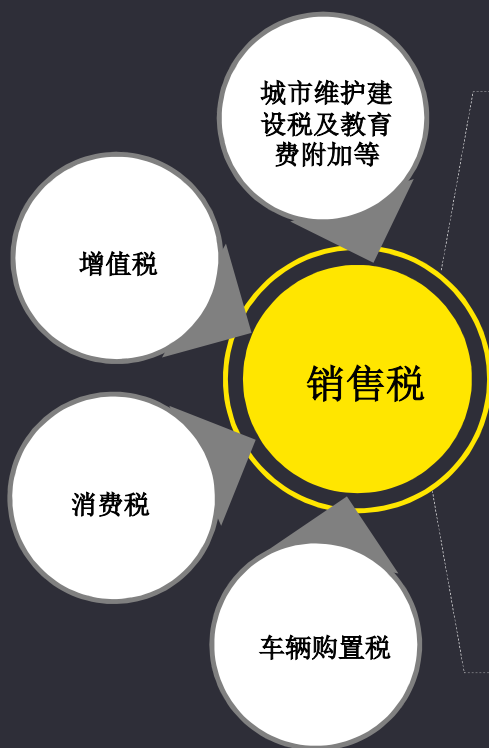 城市维护建
设税及教育
费附加等
增值税
销售税
消费税
车辆购置税